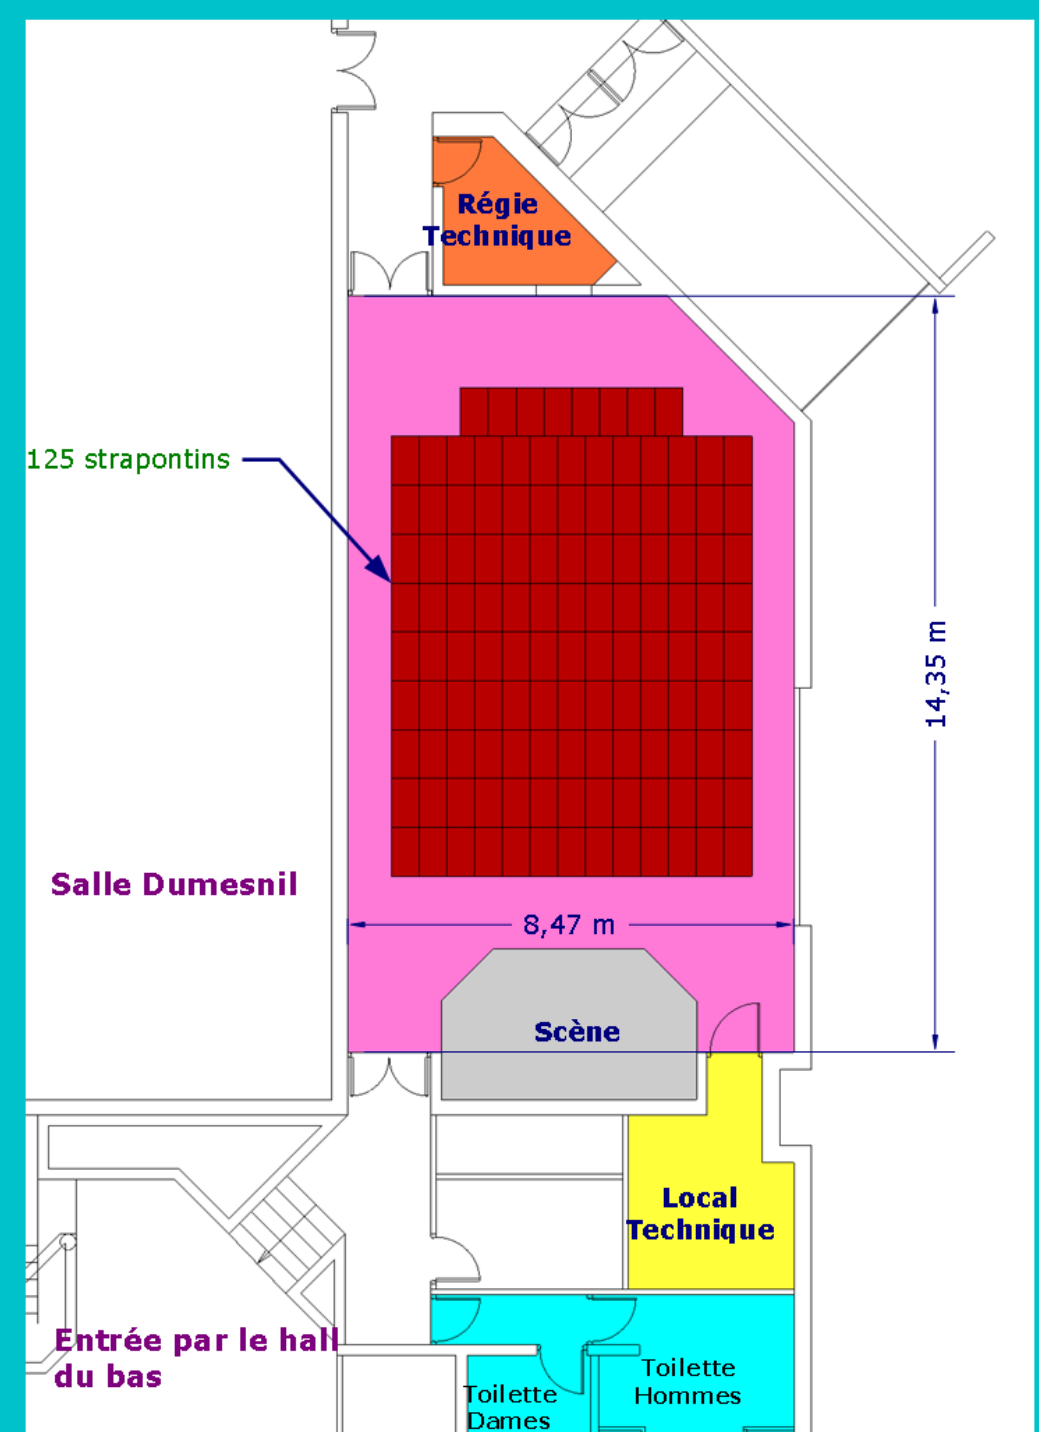 Régie
Technique
125 strapontins
14,35 m
Salle Dumesnil
8,47 m
Scène
Local
Technique
Entrée par le hall
du bas
Toilette
Hommes
Toilette
Dames